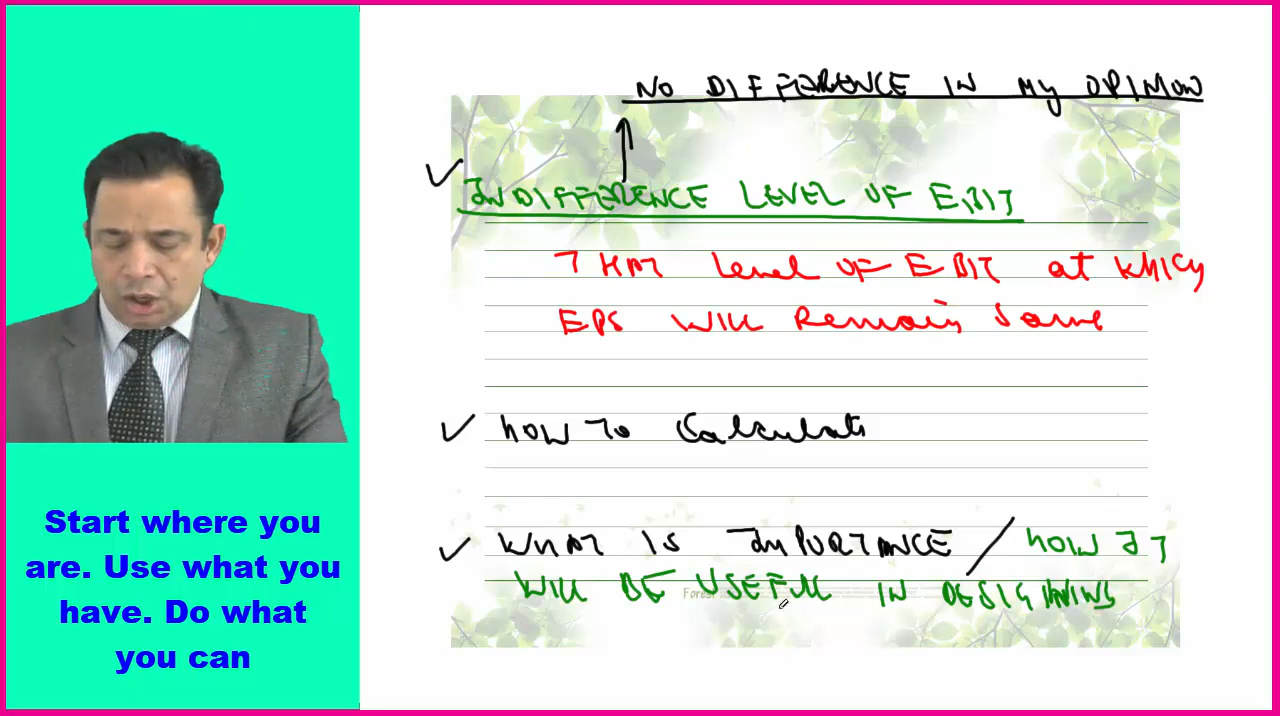 NO DIFFERENCE IN MY OPINION
INDIFFERENCE LEVEL OF EBIT
THAT Level OF EBIT at WHICH
EPS WILL Remain Same
HOW TO Calculate
WHAT IS IMPORTANCE / HOW IT
WILL BE USEFUL IN DESIGNING
Forest
Start where you
are. Use what you
have. Do what
you can